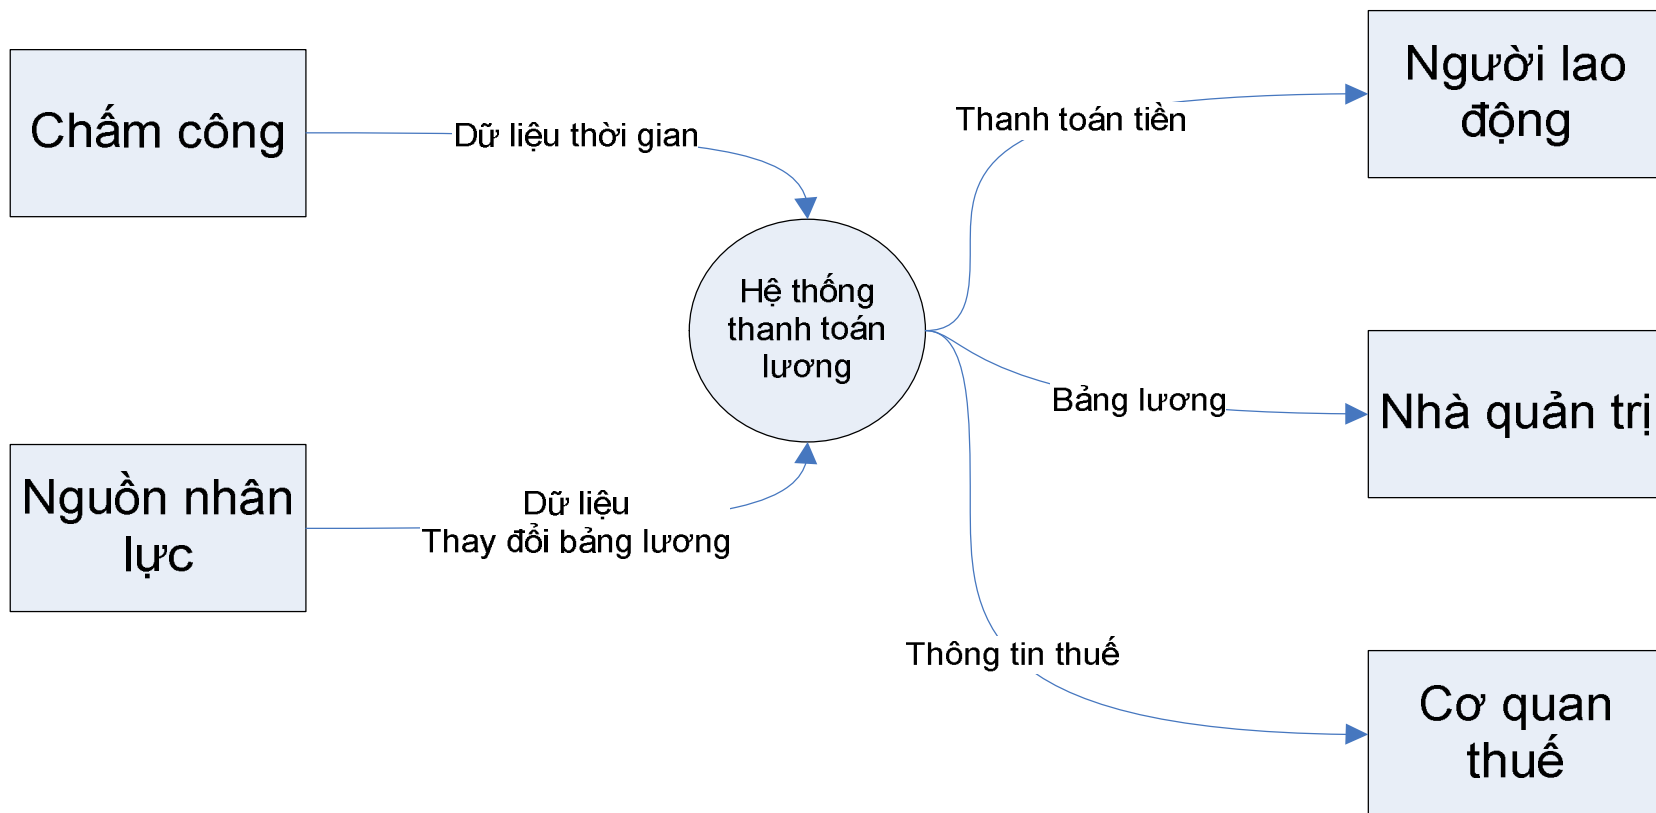 Chấm công
Dữ liệu thời gian
Thanh toán tiền
Người lao
động
Hệ thống
thanh toán
lương
Bảng lương
Nhà quản trị
Nguồn nhân
lực
Dữ liệu
Thay đổi bảng lương
Thông tin thuế
Cơ quan
thuế